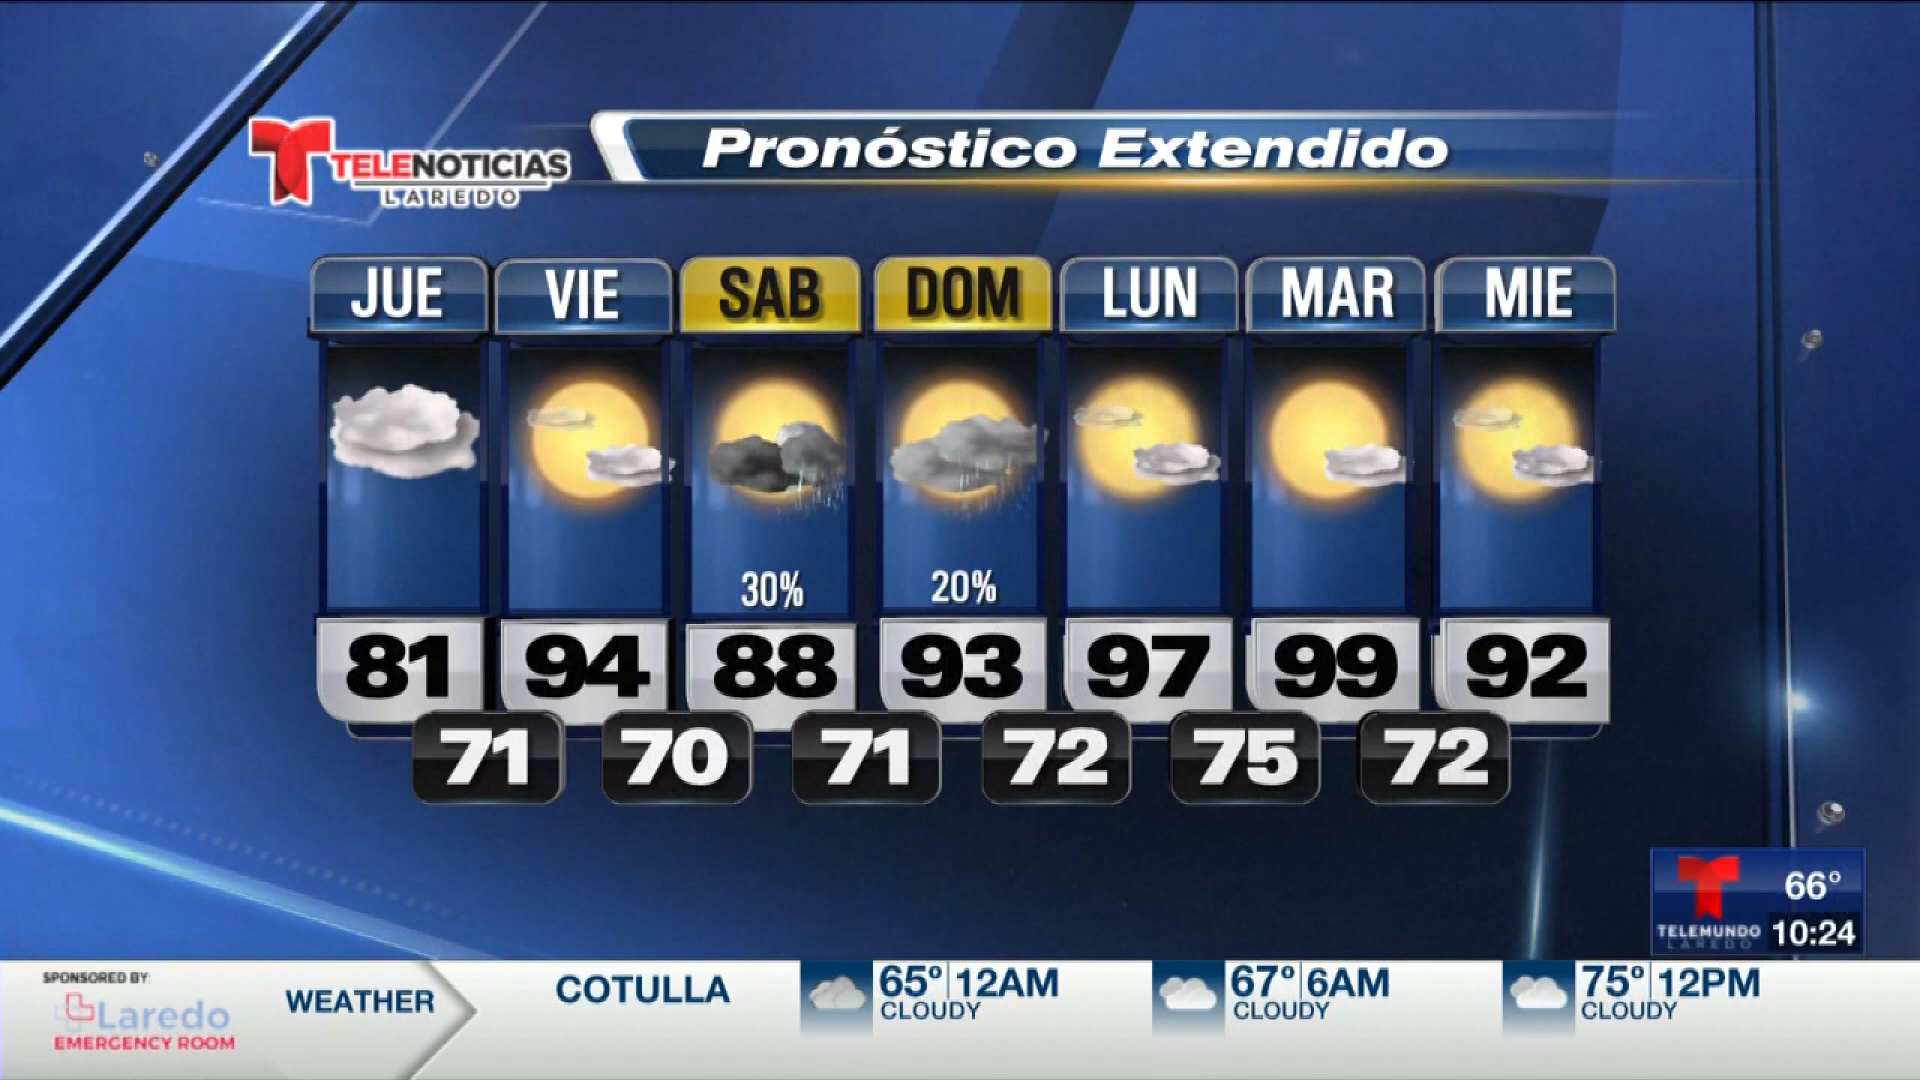 TELENOTICIAS
LAREDO
Pronóstico Extendido
JUE VIE SAB DOM LUN MAR MIE
30% 20%
81 94 88 93 97 99 92
71 70 71 72 75 72
66°
TELEMUNDO
LAREDO
10:24
SPONSORED BY:
Laredo
EMERGENCY ROOM
WEATHER
COTULLA
65° 12AM
CLOUDY
67° 6AM
CLOUDY
75° 12PM
CLOUDY